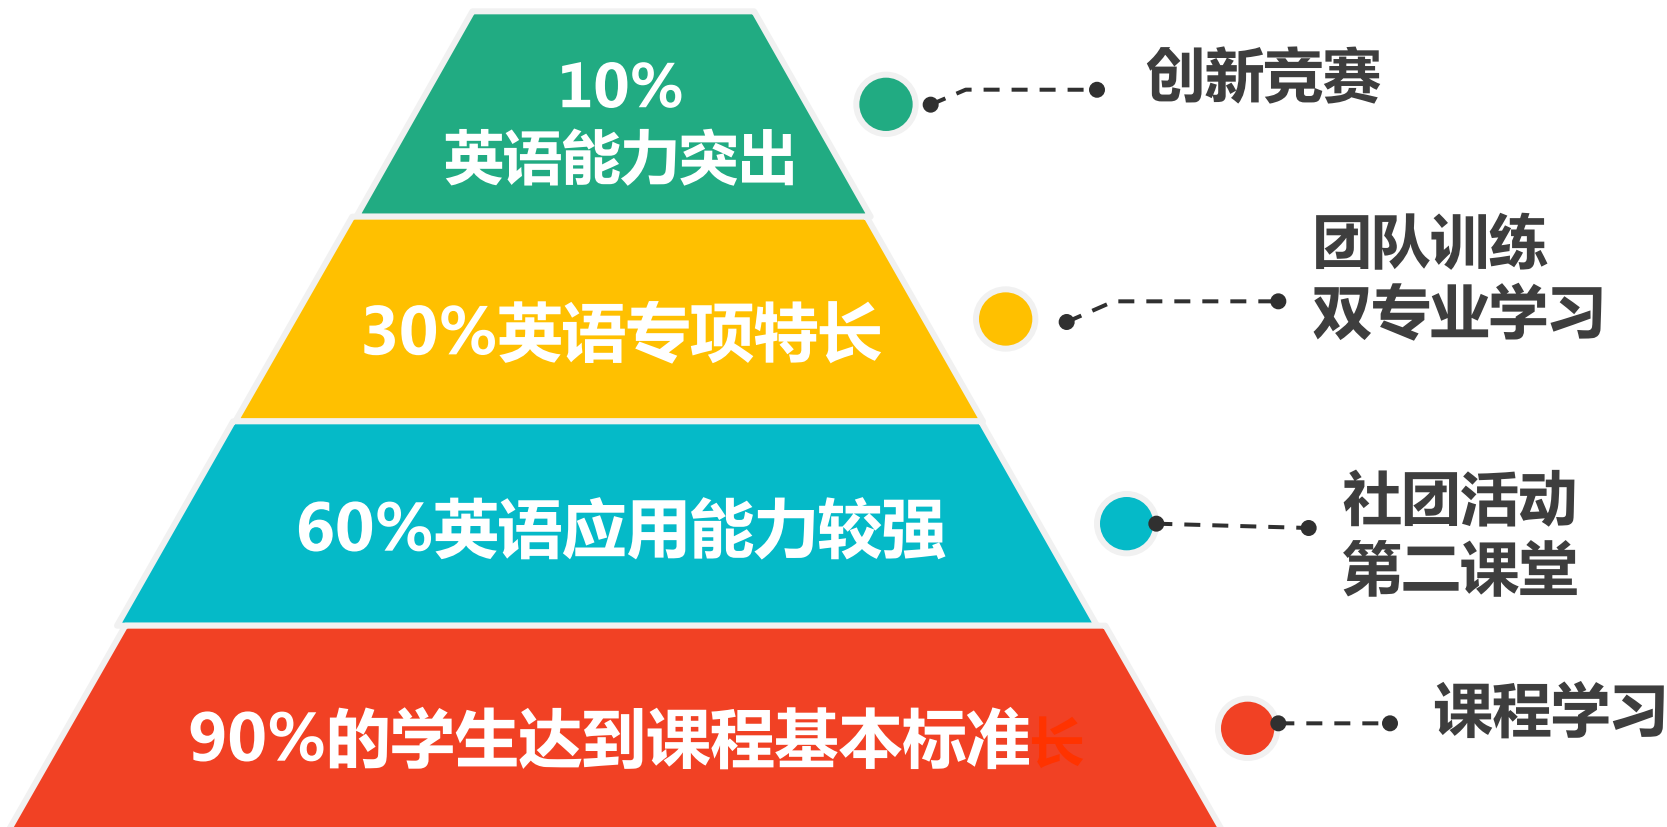 10%
英语能力突出
创新竞赛
30%英语专项特长
团队训练
双专业学习
60%英语应用能力较强
社团活动
第二课堂
90%的学生达到课程基本标准长
课程学习